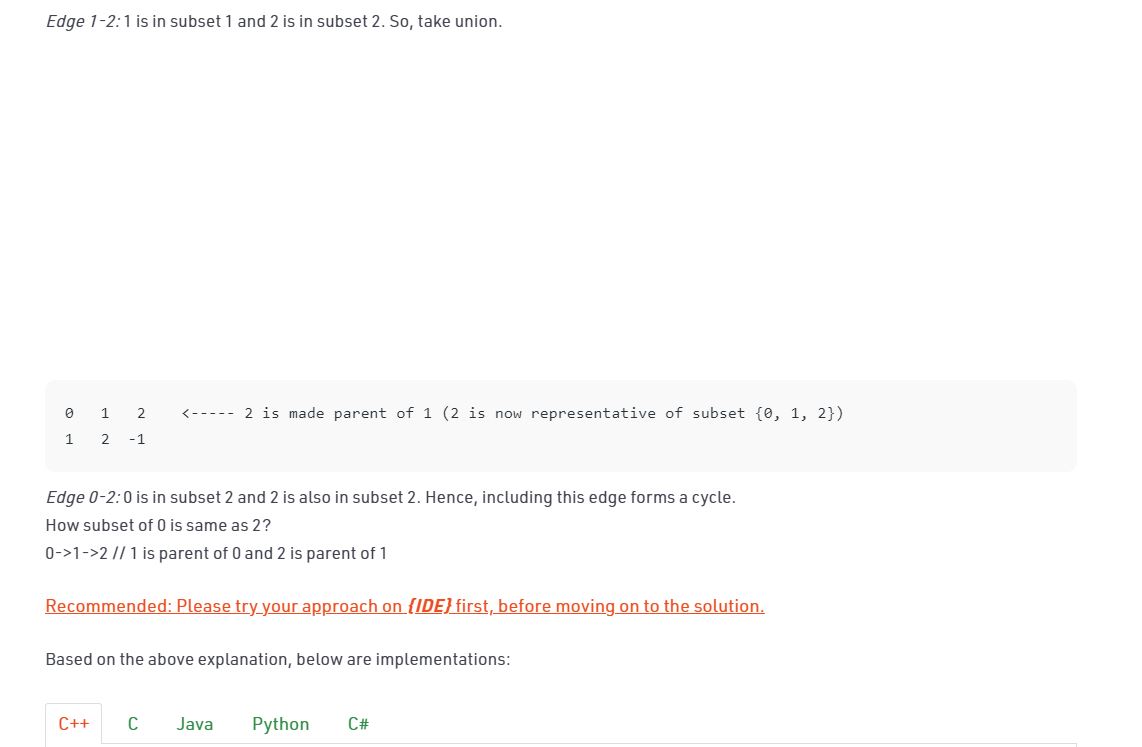 Edge 1-2: 1 is in subset 1 and 2 is in subset 2. So, take union.
0 1 2 <----- 2 is made parent of 1 (2 is now representative of subset {0, 1, 2})
1 2 -1
Edge 0-2: 0 is in subset 2 and 2 is also in subset 2. Hence, including this edge forms a cycle.
How subset of 0 is same as 2?
0->1->2 // 1 is parent of 0 and 2 is parent of 1
Recommended: Please try your approach on {IDE} first, before moving on to the solution.
Based on the above explanation, below are implementations:
C++ C Java Python C#